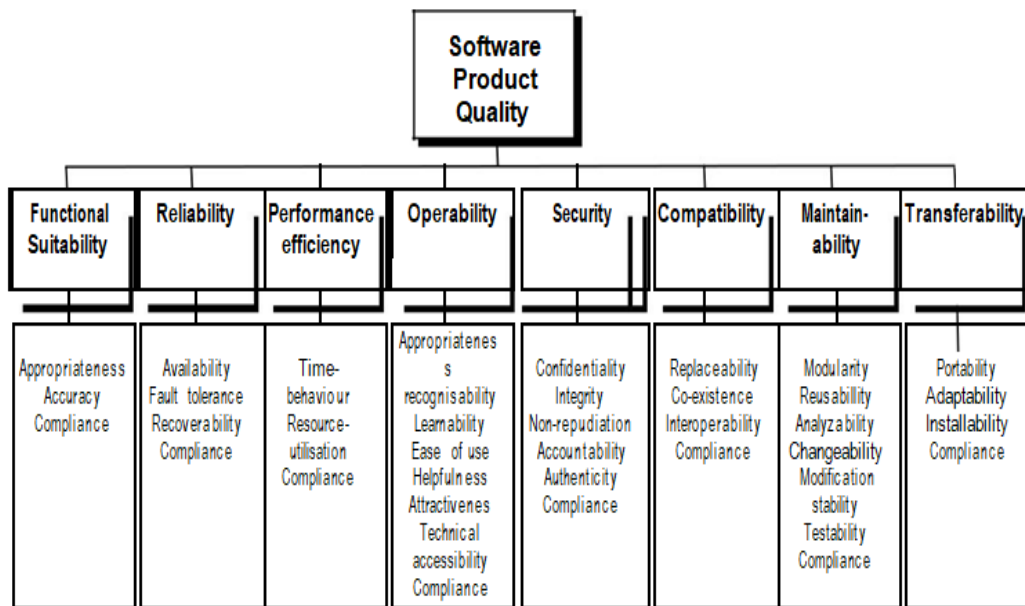 Software
Product
Quality
Functional
Suitability
Reliability
Performance
efficiency
Operability
Security
Compatibility
Maintain-
ability
Transferability
Appropriateness
Accuracy
Compliance
Availability
Fault tolerance
Recoverability
Compliance
Time-
behaviour
Resource-
utilisation
Compliance
Appropriatenes
s
recognisability
Learnability
Ease of use
Helpfulness
Attractivenes
Technical
accessibility
Compliance
Confidentiality
Integrity
Non-repudiation
Accountability
Authenticity
Compliance
Replaceability
Co-existence
Interoperability
Compliance
Modularity
Reusabillity
Analyzability
Changeability
Modification
stability
Testability
Compliance
Portability
Adaptability
Installability
Compliance